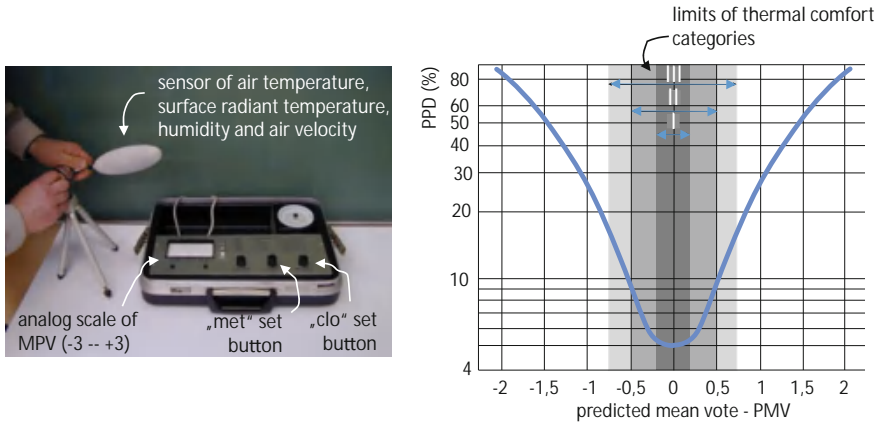 sensor of air temperature,
surface radiant temperature,
humidity and air velocity
analog scale of
MPV (-3 -- +3)
„met“ set
button
„clo“ set
button
limits of thermal comfort
categories
PPD (%)
80
60
50
40
30
20
10
4
III
II
I
-2 -1,5 -1 -0,5 0 0,5 1 1,5 2
predicted mean vote - PMV